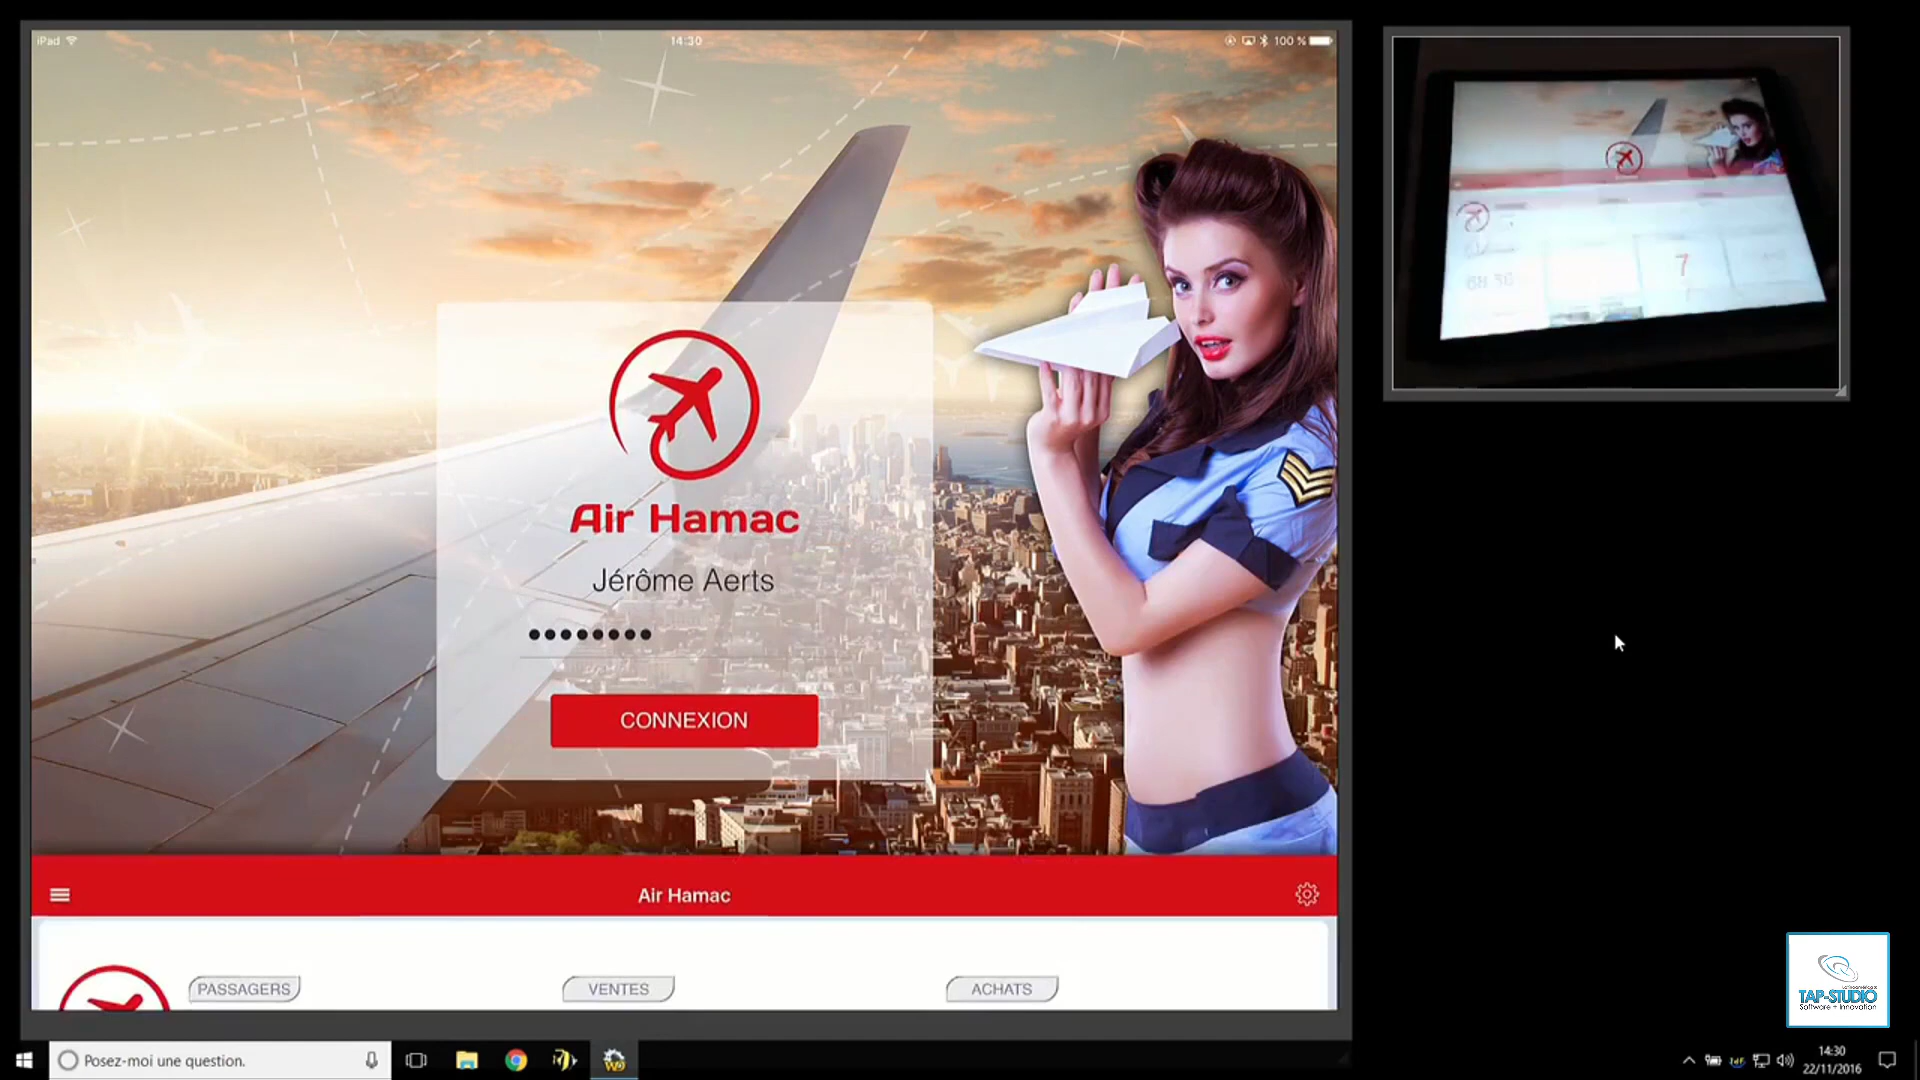 iPad
14:30
100 %
Air Hamac
Jérôme Aerts
CONNEXION
Air Hamac
PASSAGERS
VENTES
ACHATS
7
TAP-STUDIO
Software + Innovation
Posez-moi une question.
14:30
22/11/2016